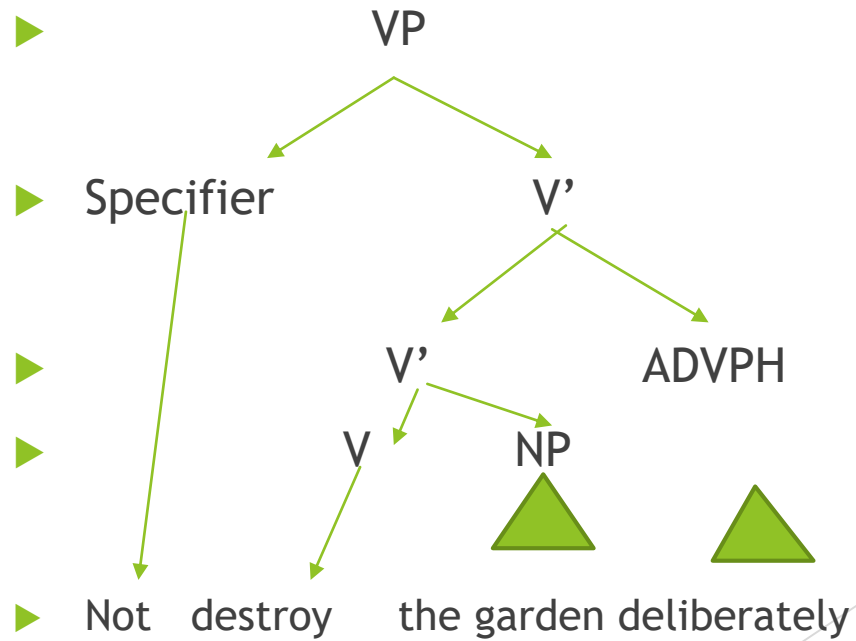 VP
Specifier V’
V’ ADVPH
V NP
Not destroy the garden deliberately